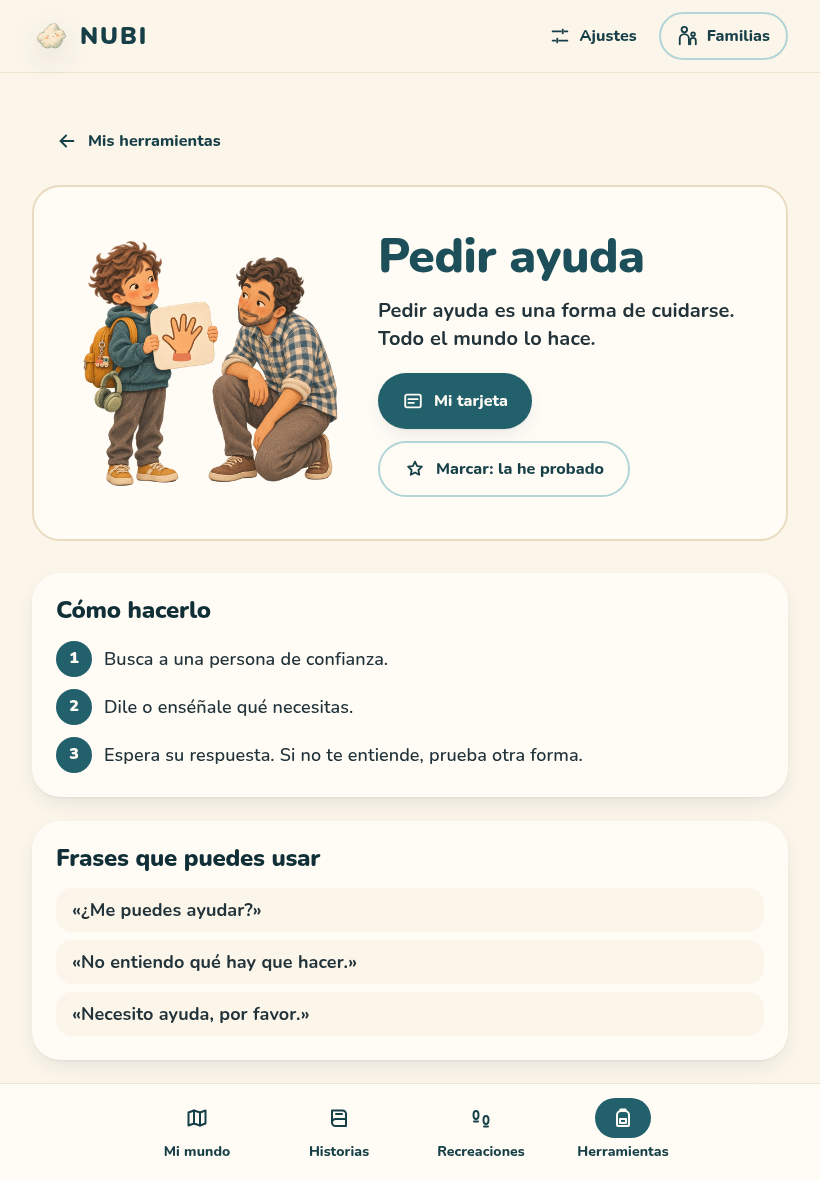 NUBI
Ajustes
Familias
Mis herramientas
Pedir ayuda
Pedir ayuda es una forma de cuidarse.
Todo el mundo lo hace.
Mi tarjeta
Marcar: la he probado
Cómo hacerlo
1 Busca a una persona de confianza.
2 Dile o enséñale qué necesitas.
3 Espera su respuesta. Si no te entiende, prueba otra forma.
Frases que puedes usar
«¿Me puedes ayudar?»
«No entiendo qué hay que hacer.»
«Necesito ayuda, por favor.»
Mi mundo
Historias
Recreaciones
Herramientas